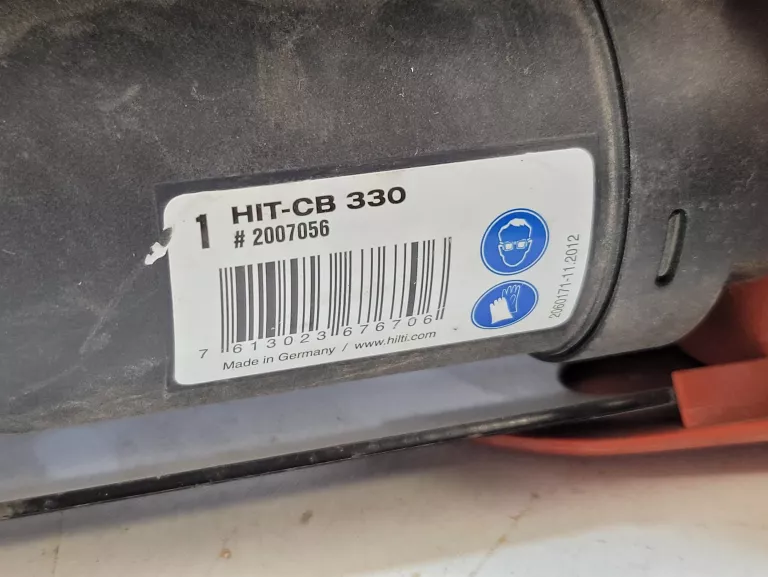 1 HIT-CB 330
# 2007056
7 613023 676706
Made in Germany / www.hilti.com
2060171-11.2012